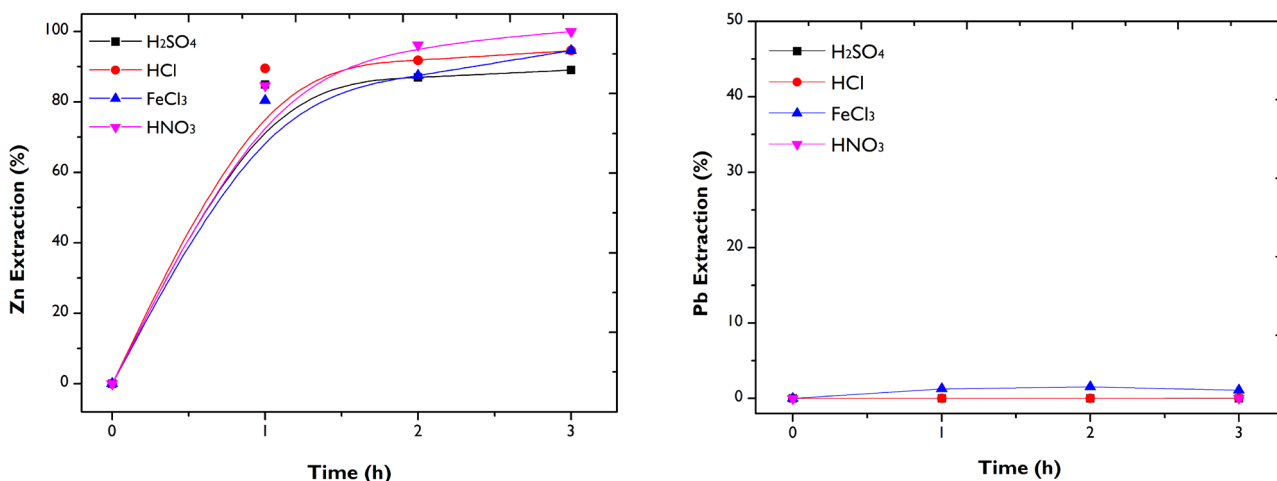 100
80
60
40
20
0
0
1
2
3
Zn Extraction (%)
Time (h)
H₂SO₄
HCl
FeCl₃
HNO₃
50
40
30
20
10
0
0
1
2
3
Pb Extraction (%)
Time (h)
H₂SO₄
HCl
FeCl₃
HNO₃